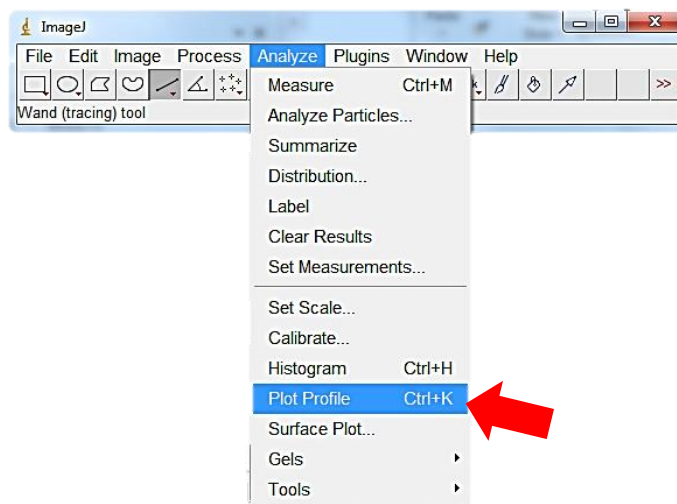 ImageJ
File Edit Image Process Analyze Plugins Window Help
>>
Wand (tracing) tool
Measure Ctrl+M
Analyze Particles...
Summarize
Distribution...
Label
Clear Results
Set Measurements...
Set Scale...
Calibrate...
Histogram Ctrl+H
Plot Profile Ctrl+K
Surface Plot...
Gels
Tools